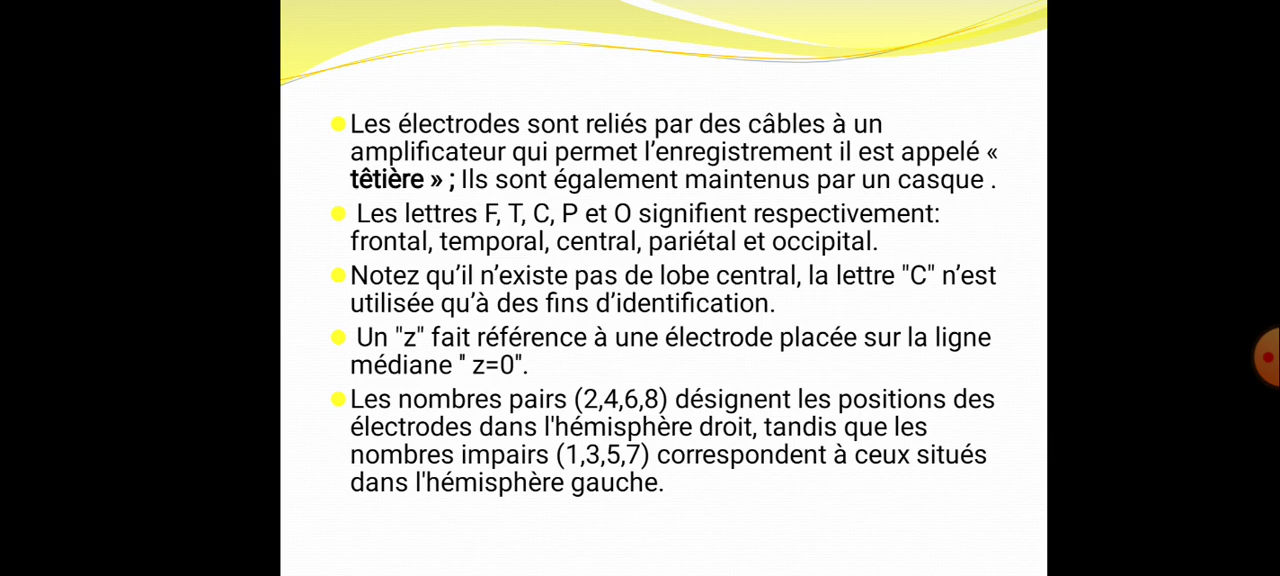 Les électrodes sont reliés par des câbles à un
amplificateur qui permet l’enregistrement il est appelé «
têtière » ; Ils sont également maintenus par un casque .
Les lettres F, T, C, P et O signifient respectivement:
frontal, temporal, central, pariétal et occipital.
Notez qu’il n’existe pas de lobe central, la lettre "C" n’est
utilisée qu’à des fins d’identification.
Un "z" fait référence à une électrode placée sur la ligne
médiane " z=0".
Les nombres pairs (2,4,6,8) désignent les positions des
électrodes dans l'hémisphère droit, tandis que les
nombres impairs (1,3,5,7) correspondent à ceux situés
dans l'hémisphère gauche.